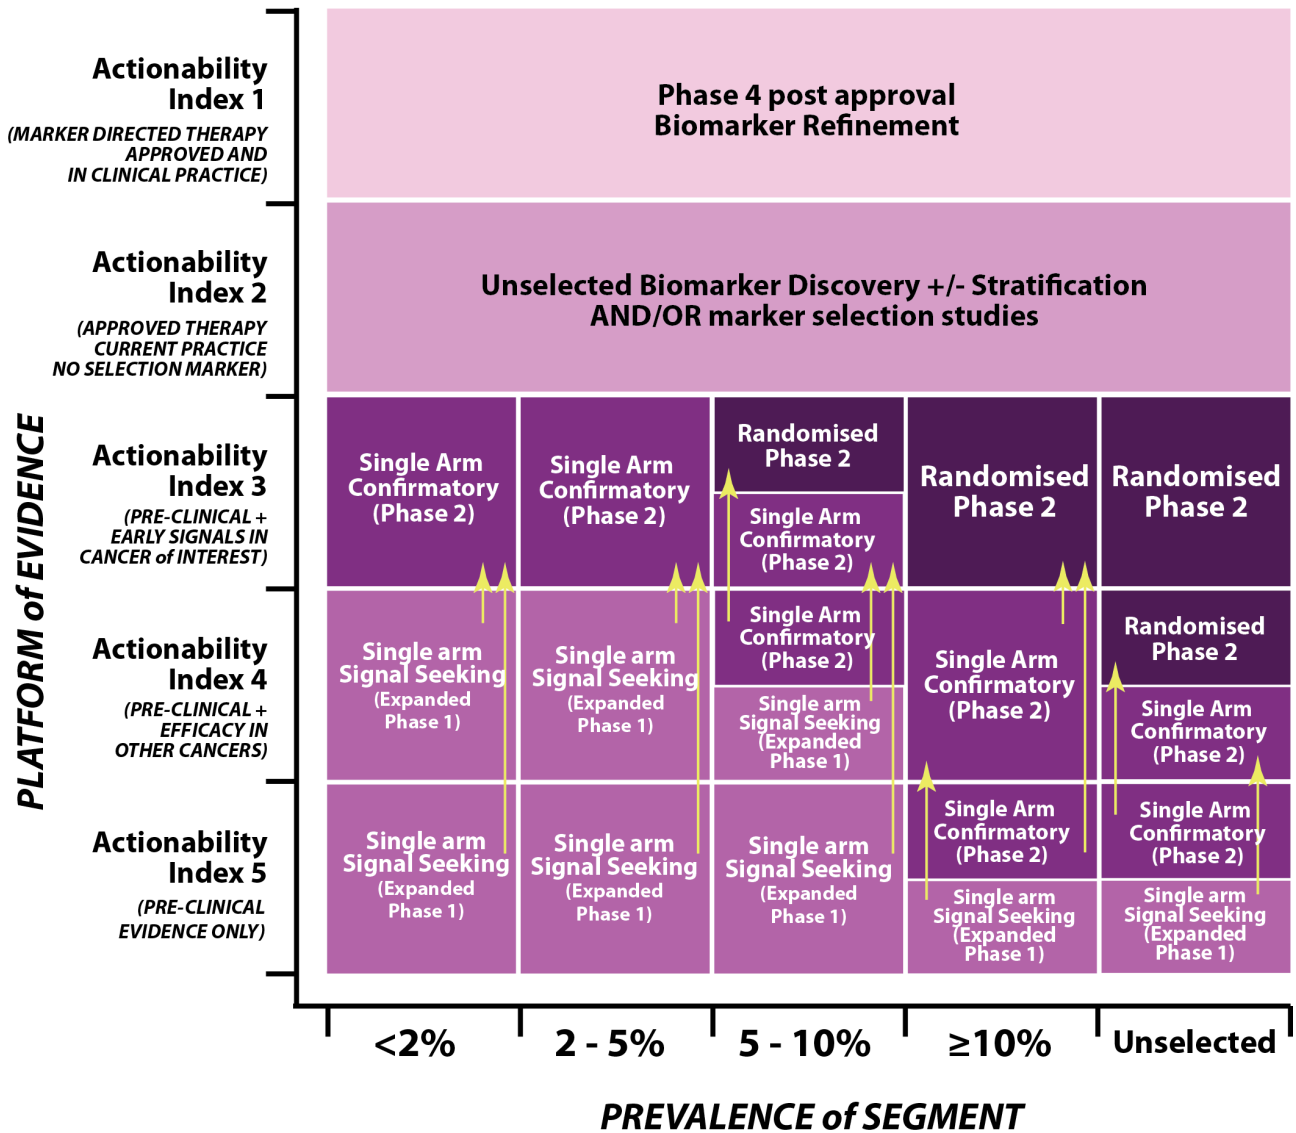 Actionability
Index 1
(MARKER DIRECTED THERAPY
APPROVED AND
IN CLINICAL PRACTICE)
Phase 4 post approval
Biomarker Refinement
Actionability
Index 2
(APPROVED THERAPY
CURRENT PRACTICE
NO SELECTION MARKER)
Unselected Biomarker Discovery +/- Stratification
AND/OR marker selection studies
PLATFORM of EVIDENCE
Actionability
Index 3
(PRE-CLINICAL +
EARLY SIGNALS IN
CANCER of INTEREST)
Single Arm
Confirmatory
(Phase 2)
Single Arm
Confirmatory
(Phase 2)
Randomised
Phase 2
Single Arm
Confirmatory
(Phase 2)
Randomised
Phase 2
Randomised
Phase 2
Actionability
Index 4
(PRE-CLINICAL +
EFFICACY IN
OTHER CANCERS)
Single arm
Signal Seeking
(Expanded
Phase 1)
Single arm
Signal Seeking
(Expanded
Phase 1)
Single Arm
Confirmatory
(Phase 2)
Single arm
Signal Seeking
(Expanded
Phase 1)
Single Arm
Confirmatory
(Phase 2)
Randomised
Phase 2
Single Arm
Confirmatory
(Phase 2)
Actionability
Index 5
(PRE-CLINICAL
EVIDENCE ONLY)
Single arm
Signal Seeking
(Expanded
Phase 1)
Single arm
Signal Seeking
(Expanded
Phase 1)
Single arm
Signal Seeking
(Expanded
Phase 1)
Single Arm
Confirmatory
(Phase 2)
Single arm
Signal Seeking
(Expanded
Phase 1)
Single Arm
Confirmatory
(Phase 2)
Single arm
Signal Seeking
(Expanded
Phase 1)
<2%
2 - 5%
5 - 10%
≥10%
Unselected
PREVALENCE of SEGMENT